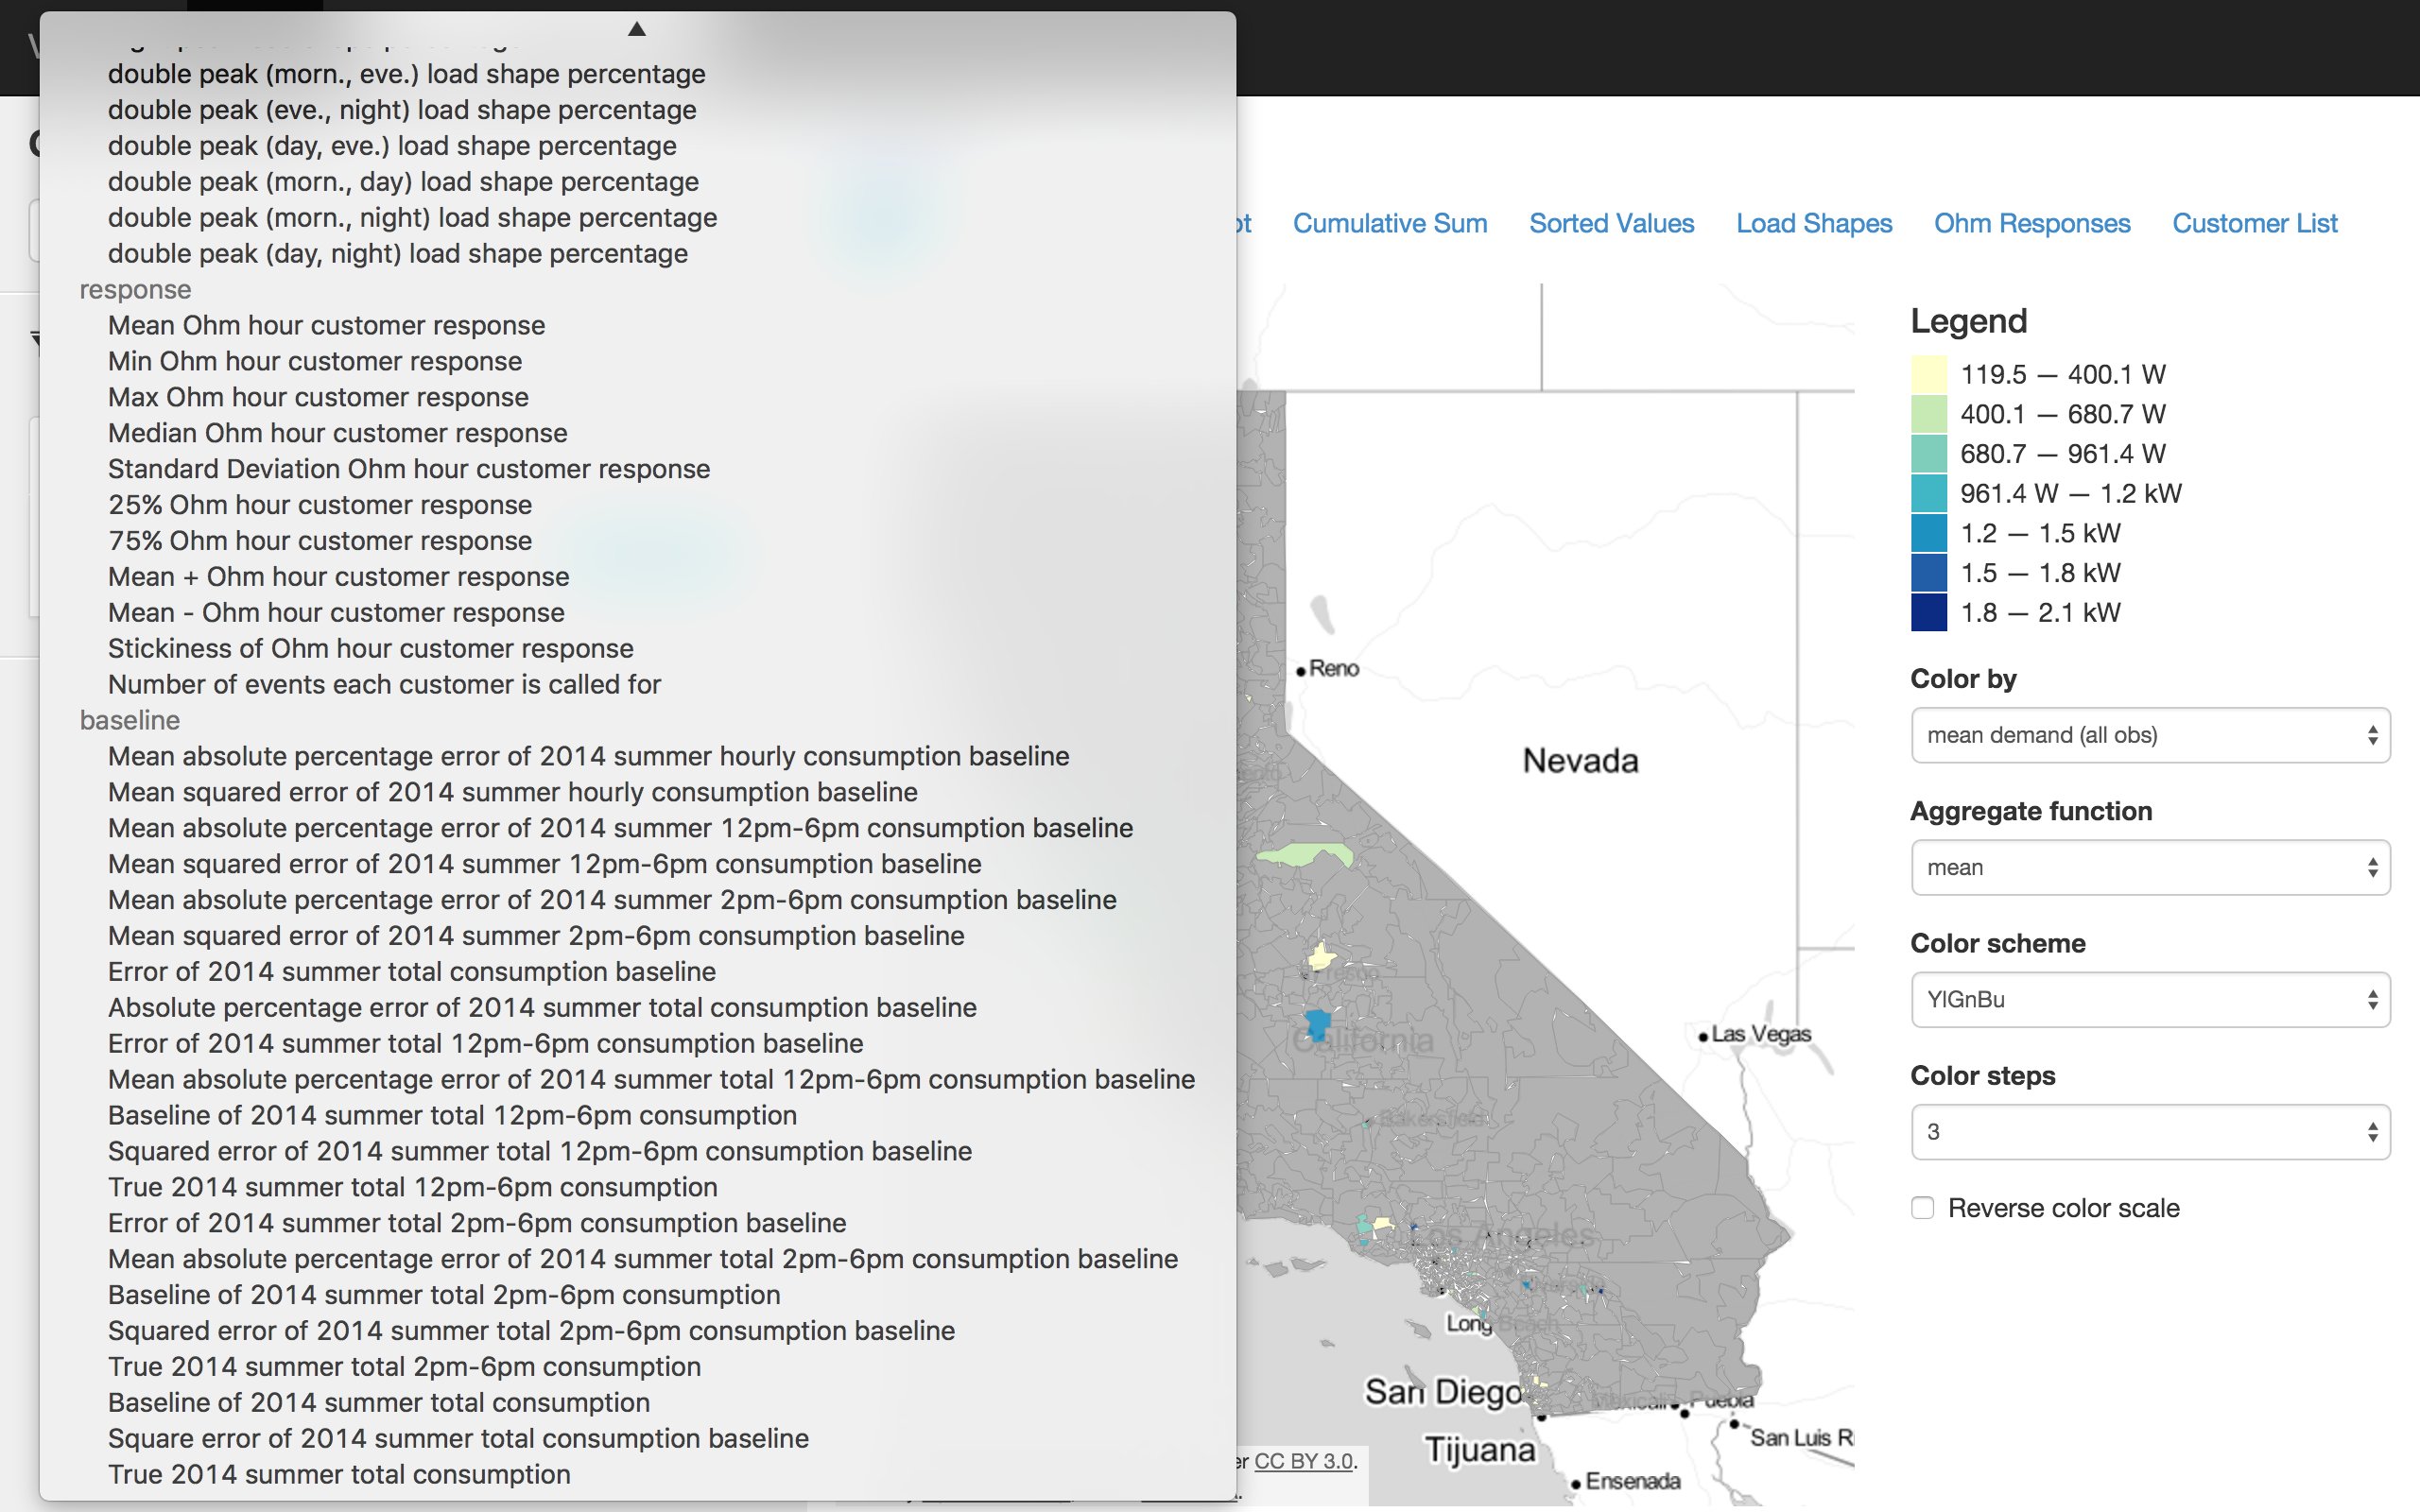 double peak (morn., eve.) load shape percentage
double peak (eve., night) load shape percentage
double peak (day, eve.) load shape percentage
double peak (morn., day) load shape percentage
double peak (morn., night) load shape percentage
double peak (day, night) load shape percentage
response
Mean Ohm hour customer response
Min Ohm hour customer response
Max Ohm hour customer response
Median Ohm hour customer response
Standard Deviation Ohm hour customer response
25% Ohm hour customer response
75% Ohm hour customer response
Mean + Ohm hour customer response
Mean - Ohm hour customer response
Stickiness of Ohm hour customer response
Number of events each customer is called for
baseline
Mean absolute percentage error of 2014 summer hourly consumption baseline
Mean squared error of 2014 summer hourly consumption baseline
Mean absolute percentage error of 2014 summer 12pm-6pm consumption baseline
Mean squared error of 2014 summer 12pm-6pm consumption baseline
Mean absolute percentage error of 2014 summer 2pm-6pm consumption baseline
Mean squared error of 2014 summer 2pm-6pm consumption baseline
Error of 2014 summer total consumption baseline
Absolute percentage error of 2014 summer total consumption baseline
Error of 2014 summer total 12pm-6pm consumption baseline
Mean absolute percentage error of 2014 summer total 12pm-6pm consumption baseline
Baseline of 2014 summer total 12pm-6pm consumption
Squared error of 2014 summer total 12pm-6pm consumption baseline
True 2014 summer total 12pm-6pm consumption
Error of 2014 summer total 2pm-6pm consumption baseline
Mean absolute percentage error of 2014 summer total 2pm-6pm consumption baseline
Baseline of 2014 summer total 2pm-6pm consumption
Squared error of 2014 summer total 2pm-6pm consumption baseline
True 2014 summer total 2pm-6pm consumption
Baseline of 2014 summer total consumption
Square error of 2014 summer total consumption baseline
True 2014 summer total consumption
Cumulative Sum Sorted Values Load Shapes Ohm Responses Customer List
Reno
Nevada
Fresno
California
Las Vegas
Bakersfield
Los Angeles
Long Beach
San Diego
Mexicali
Puebla
Tijuana
San Luis R
Ensenada
er CC BY 3.0.
Legend
119.5 — 400.1 W
400.1 — 680.7 W
680.7 — 961.4 W
961.4 W — 1.2 kW
1.2 — 1.5 kW
1.5 — 1.8 kW
1.8 — 2.1 kW
Color by
mean demand (all obs)
Aggregate function
mean
Color scheme
YlGnBu
Color steps
3
Reverse color scale